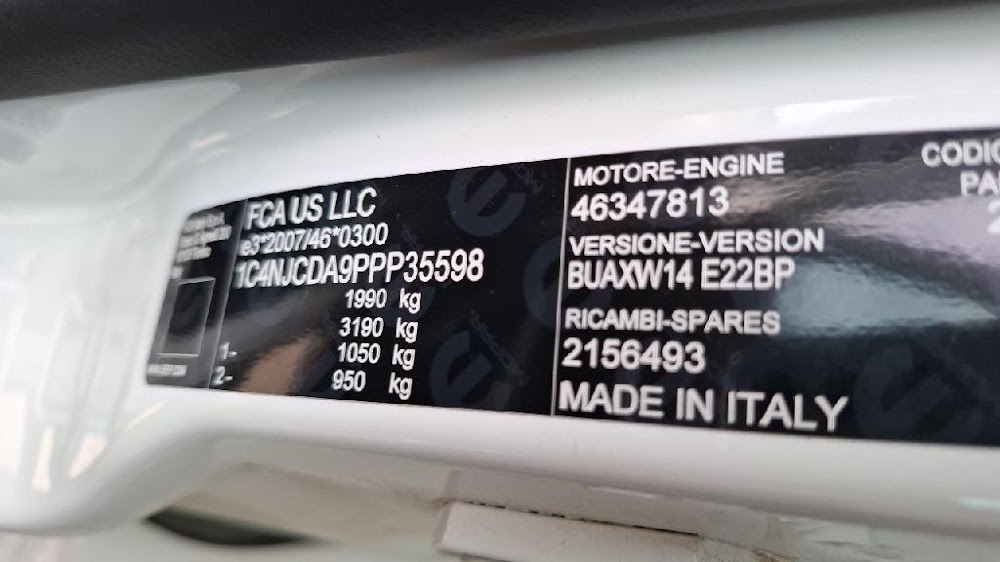 FCA US LLC
e3*2007/46*0300
1C4NJCDA9PPP35598
1990 kg
3190 kg
1- 1050 kg
2- 950 kg
MOTORE-ENGINE
46347813
VERSIONE-VERSION
BUAXW14 E22BP
RICAMBI-SPARES
2156493
MADE IN ITALY
CODIC
PA